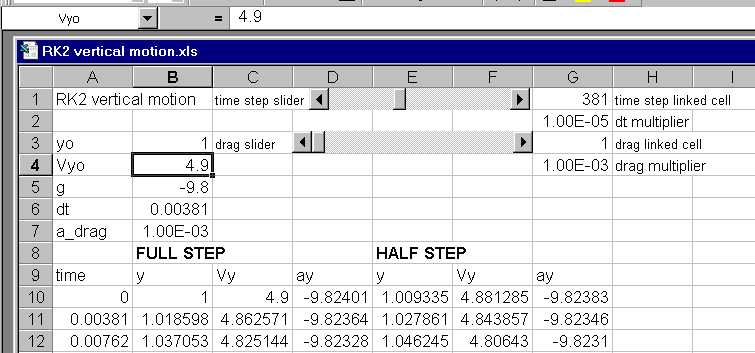 Vyo = 4.9
RK2 vertical motion.xls
A B C D E F G H I
1 RK2 vertical motion time step slider 381 time step linked cell
2 1.00E-05 dt multiplier
3 yo 1 drag slider 1 drag linked cell
4 Vyo 4.9 1.00E-03 drag multiplier
5 g -9.8
6 dt 0.00381
7 a_drag 1.00E-03
8 FULL STEP HALF STEP
9 time y Vy ay y Vy ay
10 0 1 4.9 -9.82401 1.009335 4.881285 -9.82383
11 0.00381 1.018598 4.862571 -9.82364 1.027861 4.843857 -9.82346
12 0.00762 1.037053 4.825144 -9.82328 1.046245 4.80643 -9.8231